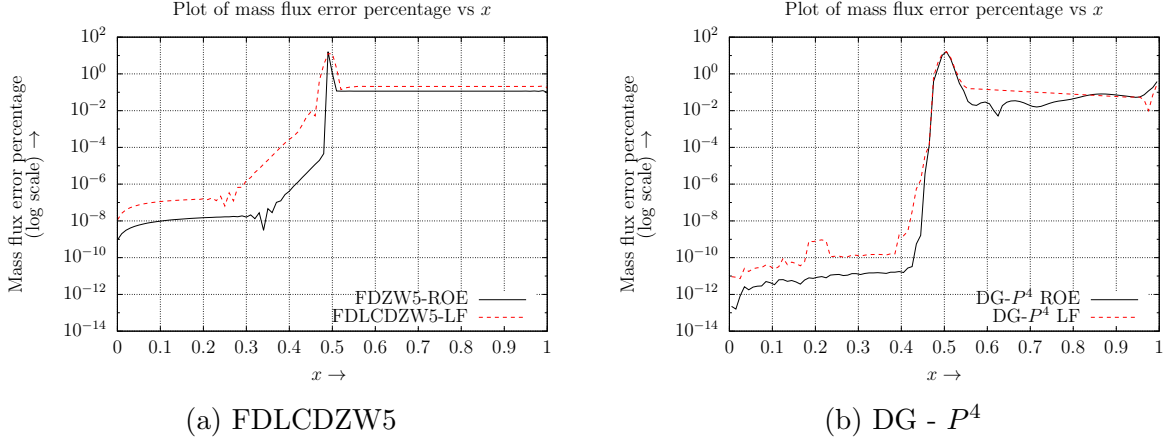 Plot of mass flux error percentage vs x
Mass flux error percentage
(log scale) →
10^2
10^0
10^-2
10^-4
10^-6
10^-8
10^-10
10^-12
10^-14
FDZW5-ROE
FDLCDZW5-LF
0 0.1 0.2 0.3 0.4 0.5 0.6 0.7 0.8 0.9 1
x →
(a) FDLCDZW5
Plot of mass flux error percentage vs x
Mass flux error percentage
(log scale) →
10^2
10^0
10^-2
10^-4
10^-6
10^-8
10^-10
10^-12
10^-14
DG-P^4 ROE
DG-P^4 LF
0 0.1 0.2 0.3 0.4 0.5 0.6 0.7 0.8 0.9 1
x →
(b) DG - P^4